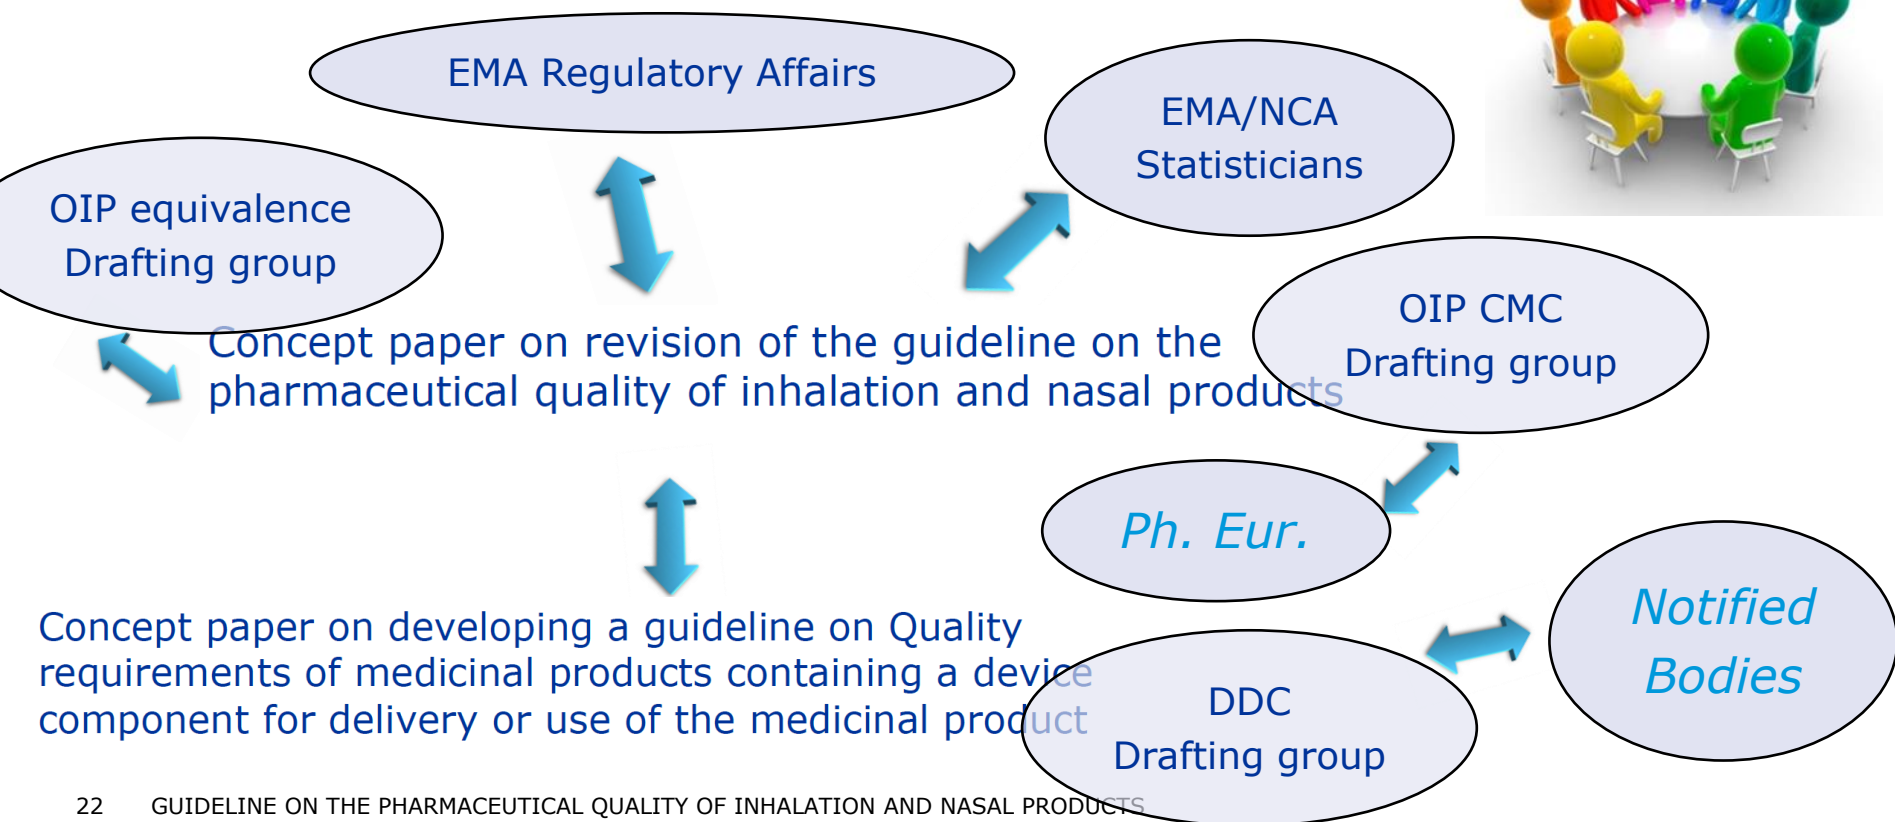 EMA Regulatory Affairs
EMA/NCA
Statisticians
OIP equivalence
Drafting group
OIP CMC
Drafting group
Concept paper on revision of the guideline on the
pharmaceutical quality of inhalation and nasal products
Ph. Eur.
Notified
Bodies
Concept paper on developing a guideline on Quality
requirements of medicinal products containing a device
component for delivery or use of the medicinal product
DDC
Drafting group
22 GUIDELINE ON THE PHARMACEUTICAL QUALITY OF INHALATION AND NASAL PRODUCTS